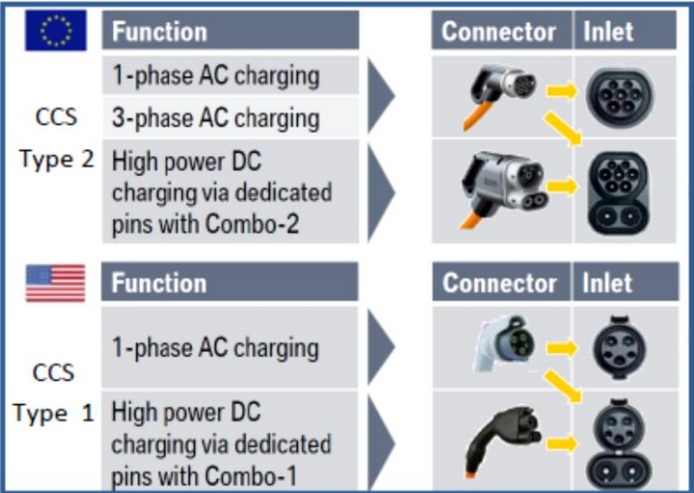 Function
Connector
Inlet
CCS
Type 2
1-phase AC charging
3-phase AC charging
High power DC
charging via dedicated
pins with Combo-2
Function
Connector
Inlet
CCS
Type 1
1-phase AC charging
High power DC
charging via dedicated
pins with Combo-1